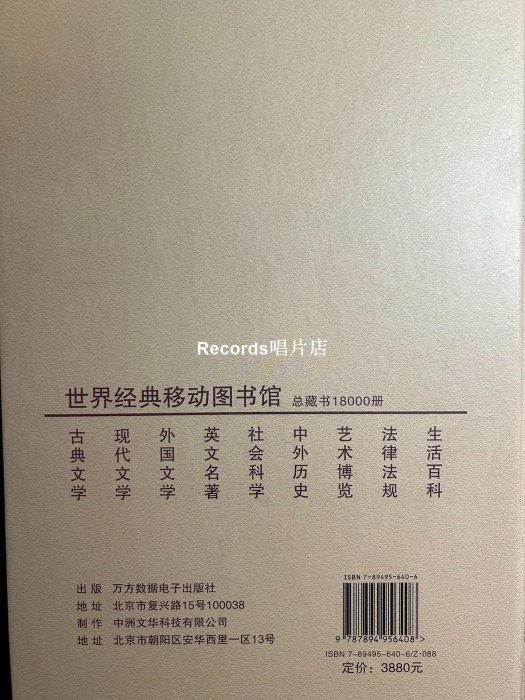 Records唱片店
世界经典移动图书馆 总藏书18000册
古典文学
现代文学
外国文学
英文名著
社会科学
中外历史
艺术博览
法律法规
生活百科
出版 万方数据电子出版社
地址 北京市复兴路15号100038
制作 中洲文华科技有限公司
地址 北京市朝阳区安华西里一区13号
ISBN 7-89495-640-6
9 787894 956408 >
ISBN 7-89495-640-6/Z·088
定价: 3880元